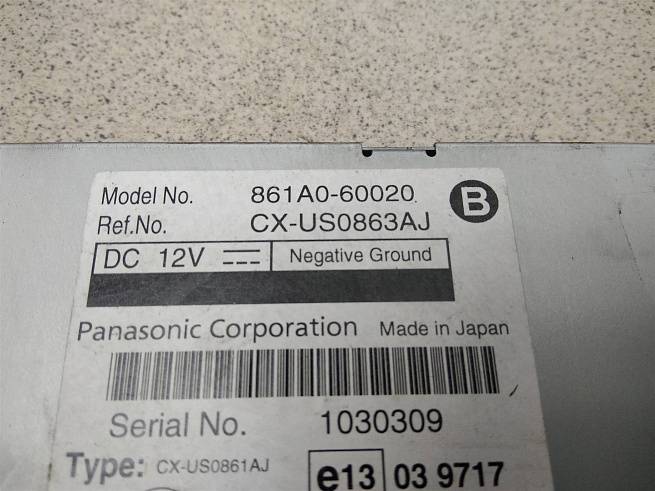 Model No. 861A0-60020 B
Ref.No. CX-US0863AJ
DC 12V Negative Ground
Panasonic Corporation Made in Japan
Serial No. 1030309
Type: CX-US0861AJ e13 03 9717